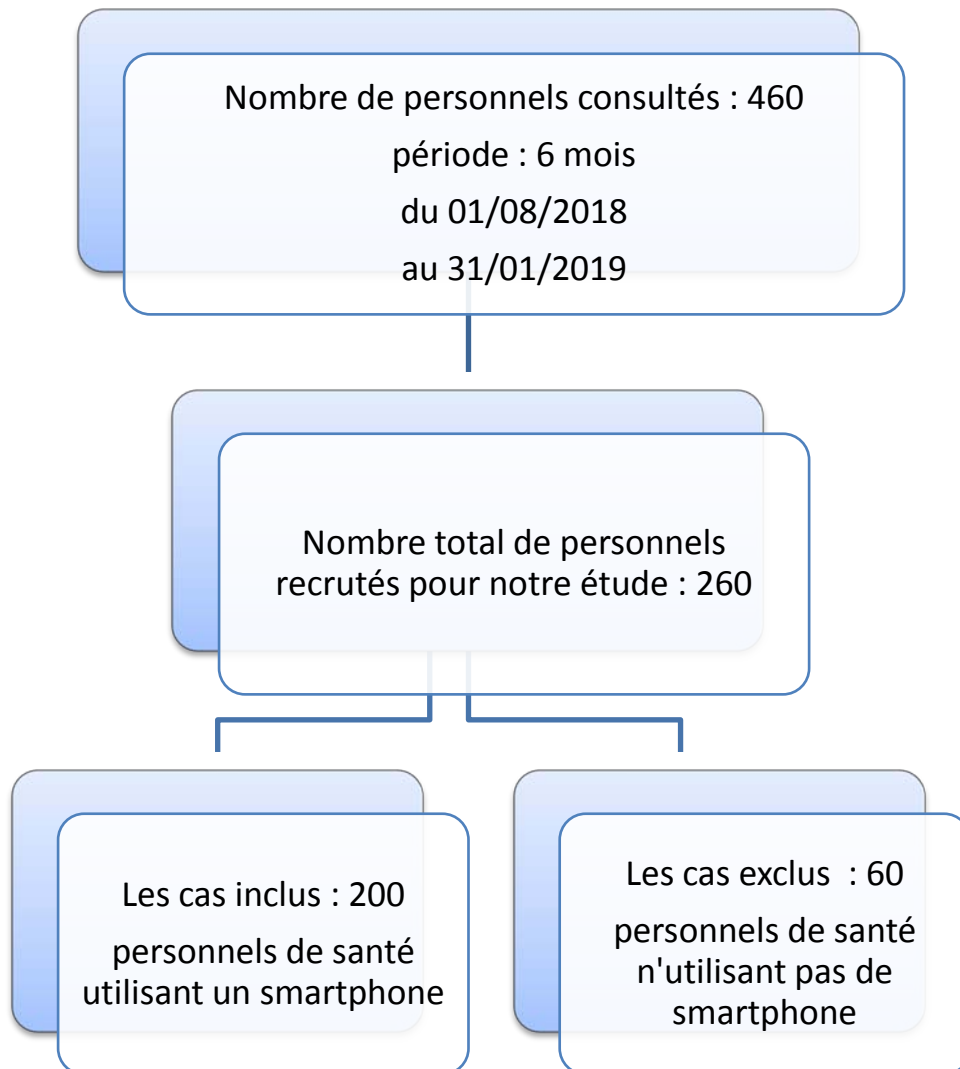 Nombre de personnels consultés : 460
période : 6 mois
du 01/08/2018
au 31/01/2019
Nombre total de personnels
recrutés pour notre étude : 260
Les cas inclus : 200
personnels de santé
utilisant un smartphone
Les cas exclus  : 60
personnels de santé
n'utilisant pas de
smartphone